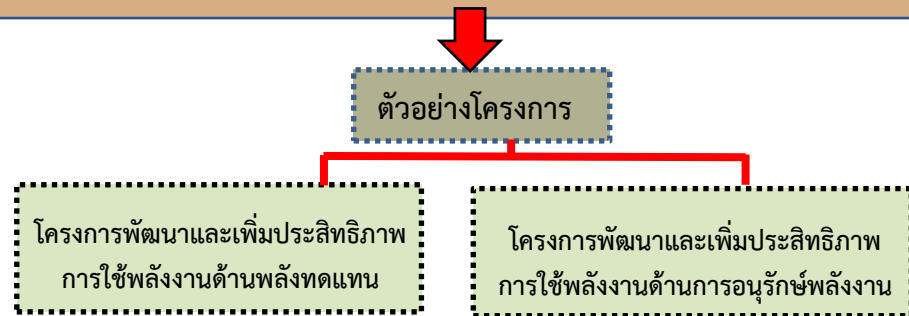 ตัวอย่างโครงการ
โครงการพัฒนาและเพิ่มประสิทธิภาพ
การใช้พลังงานด้านพลังทดแทน
โครงการพัฒนาและเพิ่มประสิทธิภาพ
การใช้พลังงานด้านการอนุรักษ์พลังงาน